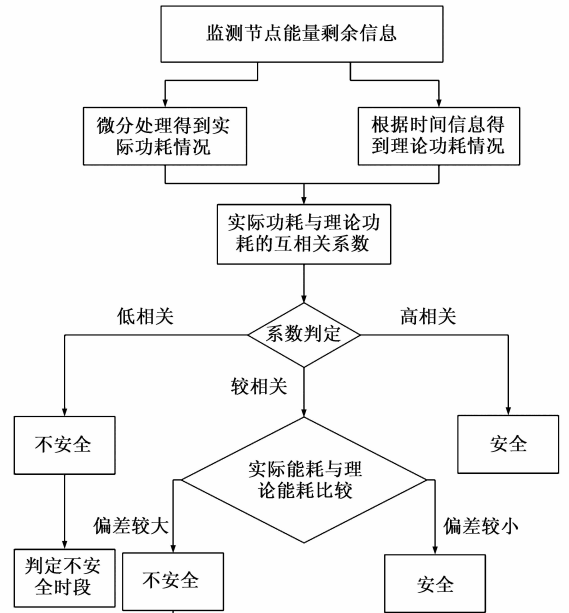 监测节点能量剩余信息
微分处理得到实
际功耗情况
根据时间信息得
到理论功耗情况
实际功耗与理论功
耗的互相关系数
低相关
系数判定
高相关
较相关
不安全
实际能耗与理
论能耗比较
安全
偏差较大
偏差较小
判定不安
全时段
不安全
安全